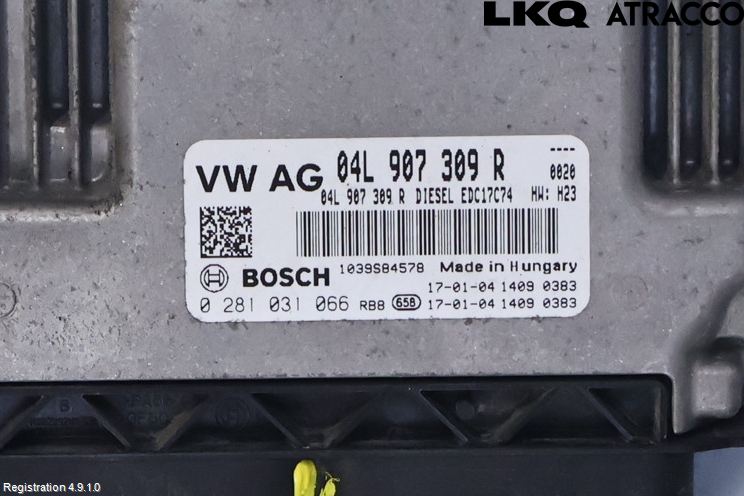 LKQ ATRACCO
VW AG 04L 907 309 R ----
0020
04L 907 309 R DIESEL EDC17C74 HW: H23
1039S84578 Made in Hungary
BOSCH
17-01-04 1409 0383
0 281 031 066 RBB 658 17-01-04 1409 0383
Registration 4.9.1.0